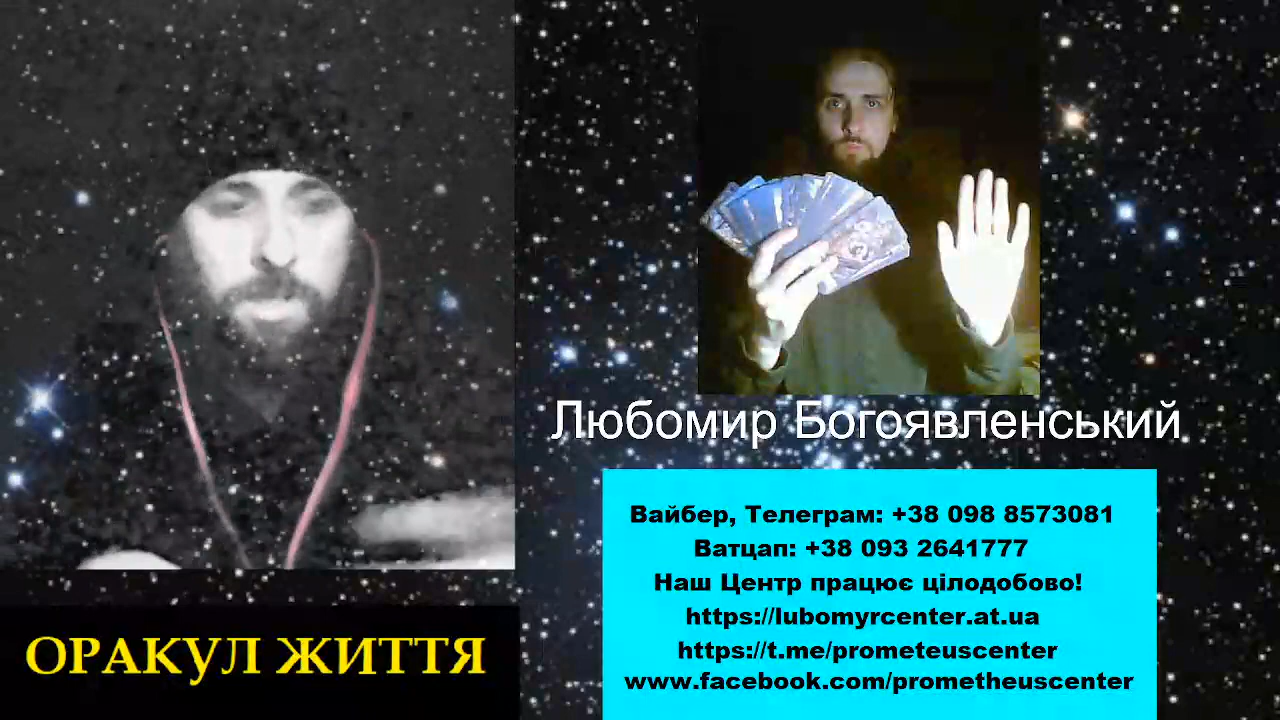 Любомир Богоявленський
Вайбер, Телеграм: +38 098 8573081
Ватцап: +38 093 2641777
Наш Центр працює цілодобово!
https://lubomyrcenter.at.ua
https://t.me/prometeuscenter
www.facebook.com/prometheuscenter
ОРАКУЛ ЖИТТЯ